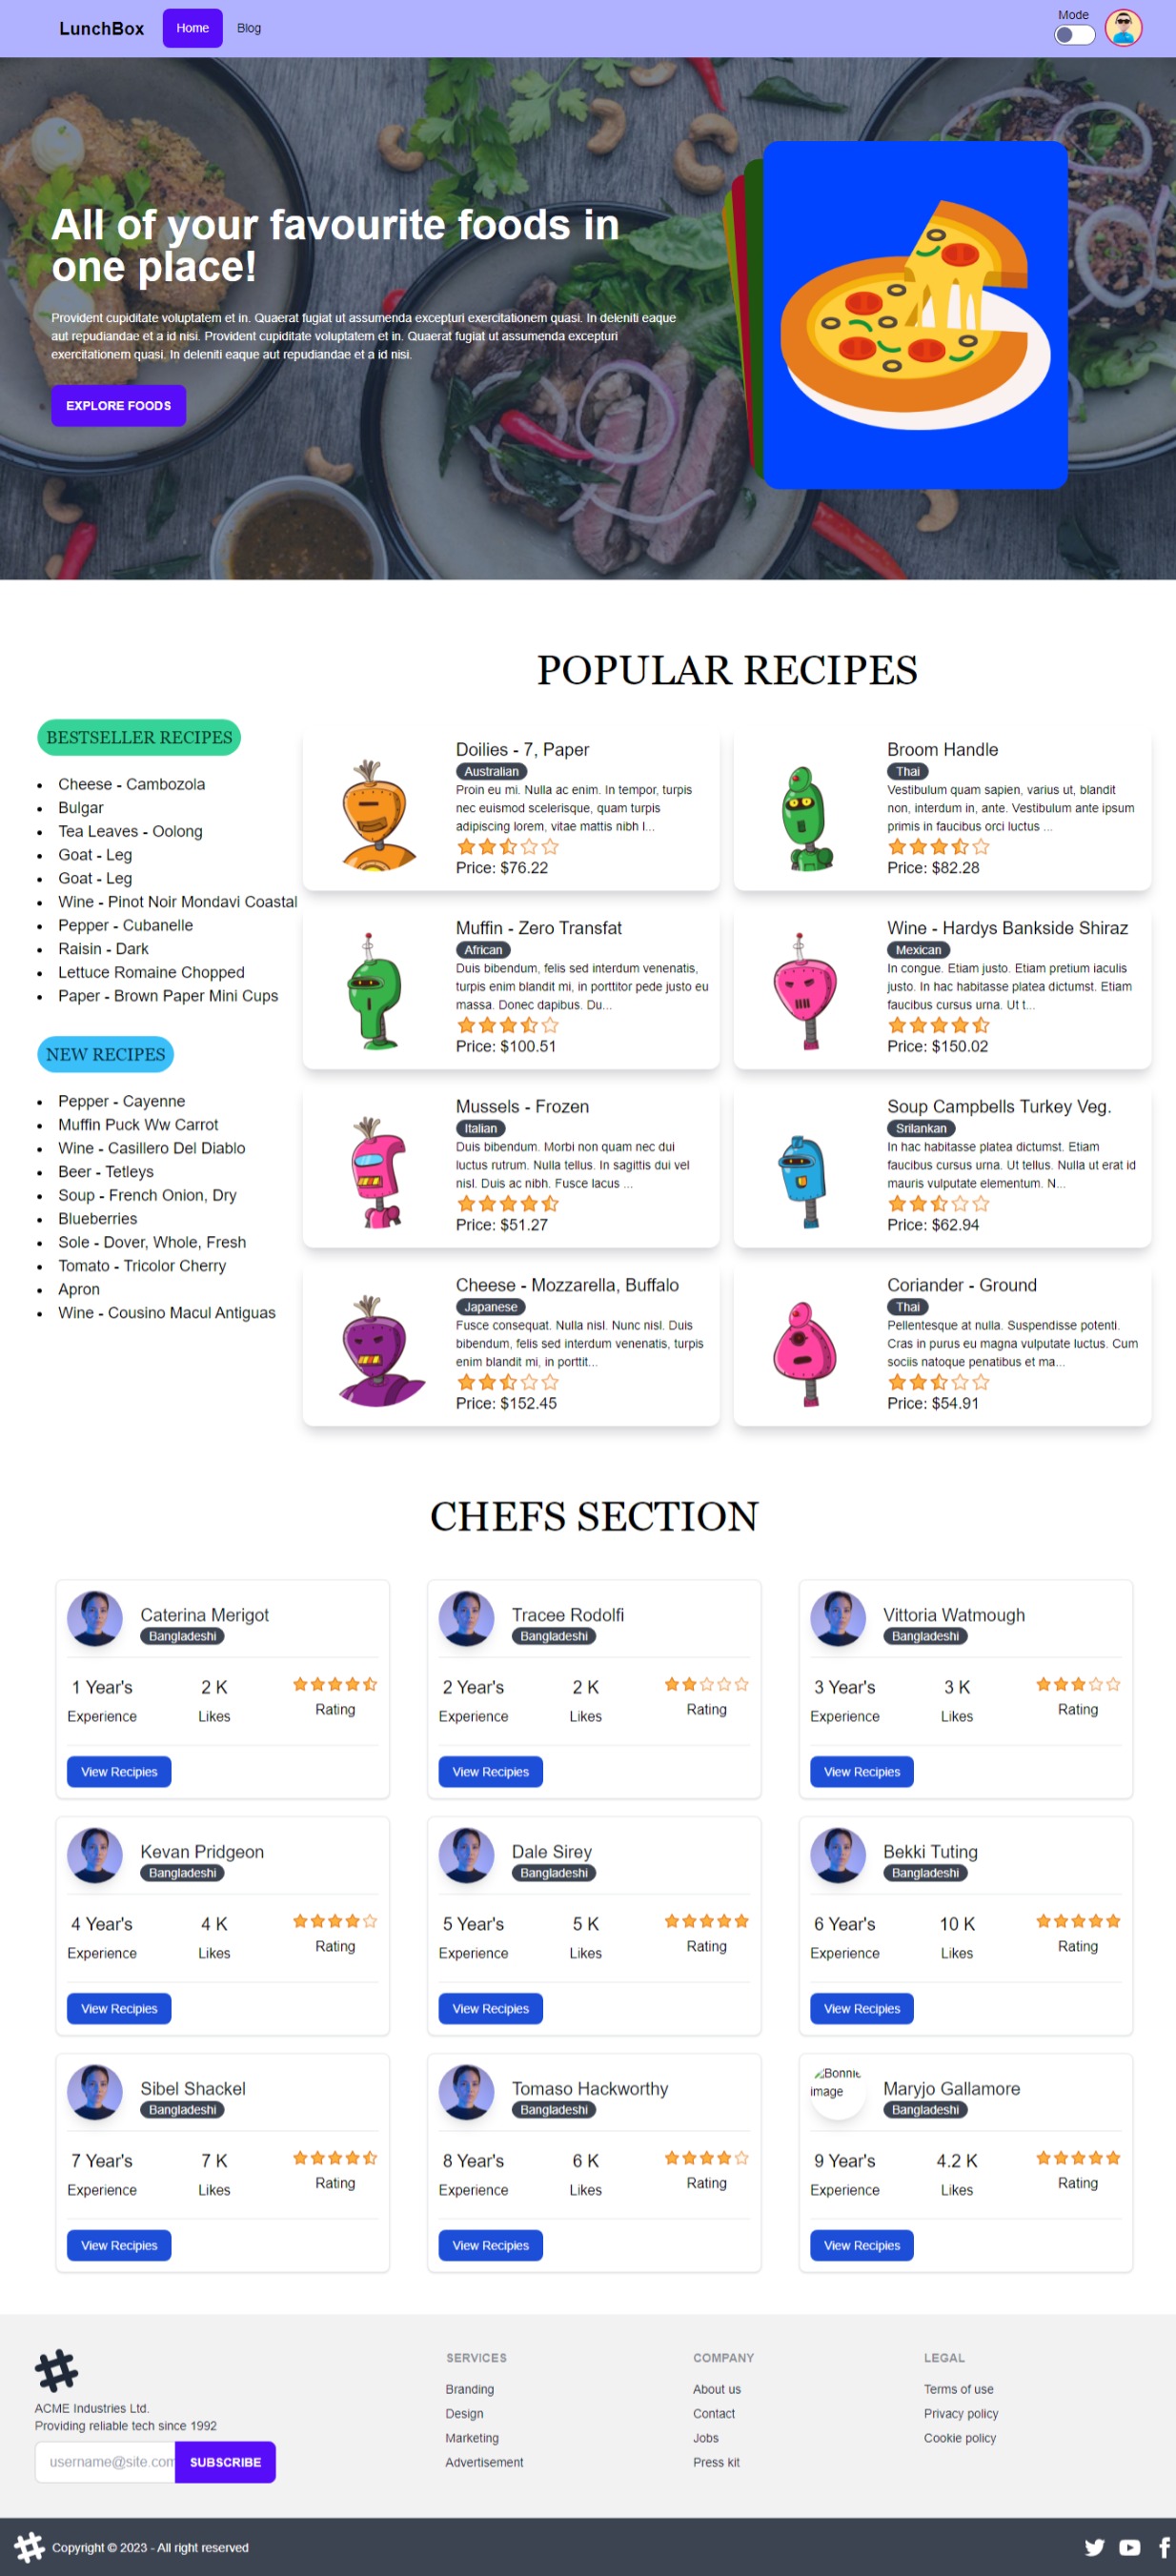 LunchBox
Home
Blog
Mode
All of your favourite foods in
one place!
Provident cupiditate voluptatem et in. Quaerat fugiat ut assumenda excepturi exercitationem quasi. In deleniti eaque
aut repudiandae et a id nisi. Provident cupiditate voluptatem et in. Quaerat fugiat ut assumenda excepturi
exercitationem quasi. In deleniti eaque aut repudiandae et a id nisi.
EXPLORE FOODS
POPULAR RECIPES
BESTSELLER RECIPES
Cheese - Cambozola
Bulgar
Tea Leaves - Oolong
Goat - Leg
Goat - Leg
Wine - Pinot Noir Mondavi Coastal
Pepper - Cubanelle
Raisin - Dark
Lettuce Romaine Chopped
Paper - Brown Paper Mini Cups
NEW RECIPES
Pepper - Cayenne
Muffin Puck Ww Carrot
Wine - Casillero Del Diablo
Beer - Tetleys
Soup - French Onion, Dry
Blueberries
Sole - Dover, Whole, Fresh
Tomato - Tricolor Cherry
Apron
Wine - Cousino Macul Antiguas
Doilies - 7, Paper
Australian
Proin eu mi. Nulla ac enim. In tempor, turpis
nec euismod scelerisque, quam turpis
adipiscing lorem, vitae mattis nibh l...
Price: $76.22
Broom Handle
Thai
Vestibulum quam sapien, varius ut, blandit
non, interdum in, ante. Vestibulum ante ipsum
primis in faucibus orci luctus ...
Price: $82.28
Muffin - Zero Transfat
African
Duis bibendum, felis sed interdum venenatis,
turpis enim blandit mi, in porttitor pede justo eu
massa. Donec dapibus. Du...
Price: $100.51
Wine - Hardys Bankside Shiraz
Mexican
In congue. Etiam justo. Etiam pretium iaculis
justo. In hac habitasse platea dictumst. Etiam
faucibus cursus urna. Ut t...
Price: $150.02
Mussels - Frozen
Italian
Duis bibendum. Morbi non quam nec dui
luctus rutrum. Nulla tellus. In sagittis dui vel
nisl. Duis ac nibh. Fusce lacus ...
Price: $51.27
Soup Campbells Turkey Veg.
Srilankan
In hac habitasse platea dictumst. Etiam
faucibus cursus urna. Ut tellus. Nulla ut erat id
mauris vulputate elementum. N...
Price: $62.94
Cheese - Mozzarella, Buffalo
Japanese
Fusce consequat. Nulla nisl. Nunc nisl. Duis
bibendum, felis sed interdum venenatis, turpis
enim blandit mi, in porttit...
Price: $152.45
Coriander - Ground
Thai
Pellentesque at nulla. Suspendisse potenti.
Cras in purus eu magna vulputate luctus. Cum
sociis natoque penatibus et ma...
Price: $54.91
CHEFS SECTION
Caterina Merigot
Bangladeshi
1 Year's
Experience
2 K
Likes
Rating
View Recipies
Tracee Rodolfi
Bangladeshi
2 Year's
Experience
2 K
Likes
Rating
View Recipies
Vittoria Watmough
Bangladeshi
3 Year's
Experience
3 K
Likes
Rating
View Recipies
Kevan Pridgeon
Bangladeshi
4 Year's
Experience
4 K
Likes
Rating
View Recipies
Dale Sirey
Bangladeshi
5 Year's
Experience
5 K
Likes
Rating
View Recipies
Bekki Tuting
Bangladeshi
6 Year's
Experience
10 K
Likes
Rating
View Recipies
Sibel Shackel
Bangladeshi
7 Year's
Experience
7 K
Likes
Rating
View Recipies
Tomaso Hackworthy
Bangladeshi
8 Year's
Experience
6 K
Likes
Rating
View Recipies
Bonnie
image
Maryjo Gallamore
Bangladeshi
9 Year's
Experience
4.2 K
Likes
Rating
View Recipies
ACME Industries Ltd.
Providing reliable tech since 1992
username@site.com
SUBSCRIBE
SERVICES
Branding
Design
Marketing
Advertisement
COMPANY
About us
Contact
Jobs
Press kit
LEGAL
Terms of use
Privacy policy
Cookie policy
Copyright © 2023 - All right reserved